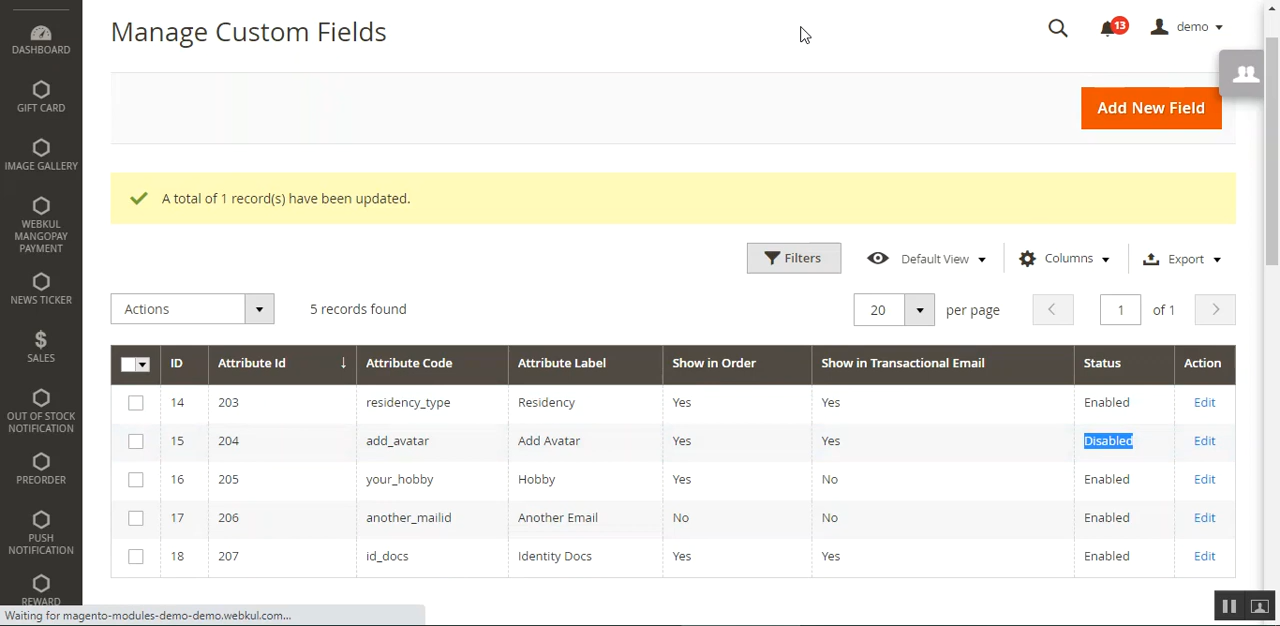 Manage Custom Fields
13
demo
DASHBOARD
GIFT CARD
IMAGE GALLERY
WEBKUL
MANGOPAY
PAYMENT
NEWS TICKER
$
SALES
OUT OF STOCK
NOTIFICATION
PREORDER
PUSH
NOTIFICATION
REWARD
Add New Field
A total of 1 record(s) have been updated.
Filters
Default View
Columns
Export
Actions
5 records found
20
per page
1
of 1
ID Attribute Id ↓ Attribute Code Attribute Label Show in Order Show in Transactional Email Status Action
14 203 residency_type Residency Yes Yes Enabled Edit
15 204 add_avatar Add Avatar Yes Yes Disabled Edit
16 205 your_hobby Hobby Yes No Enabled Edit
17 206 another_mailid Another Email No No Enabled Edit
18 207 id_docs Identity Docs Yes Yes Enabled Edit
Waiting for magento-modules-demo-demo.webkul.com...